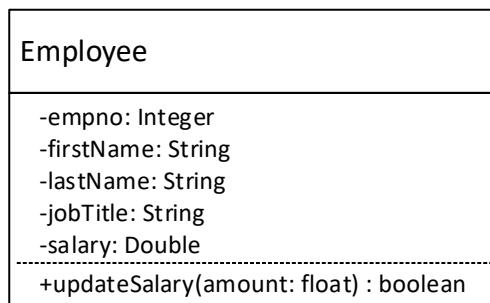 Employee
-empno: Integer
-firstName: String
-lastName: String
-jobTitle: String
-salary: Double
+updateSalary(amount: float) : boolean